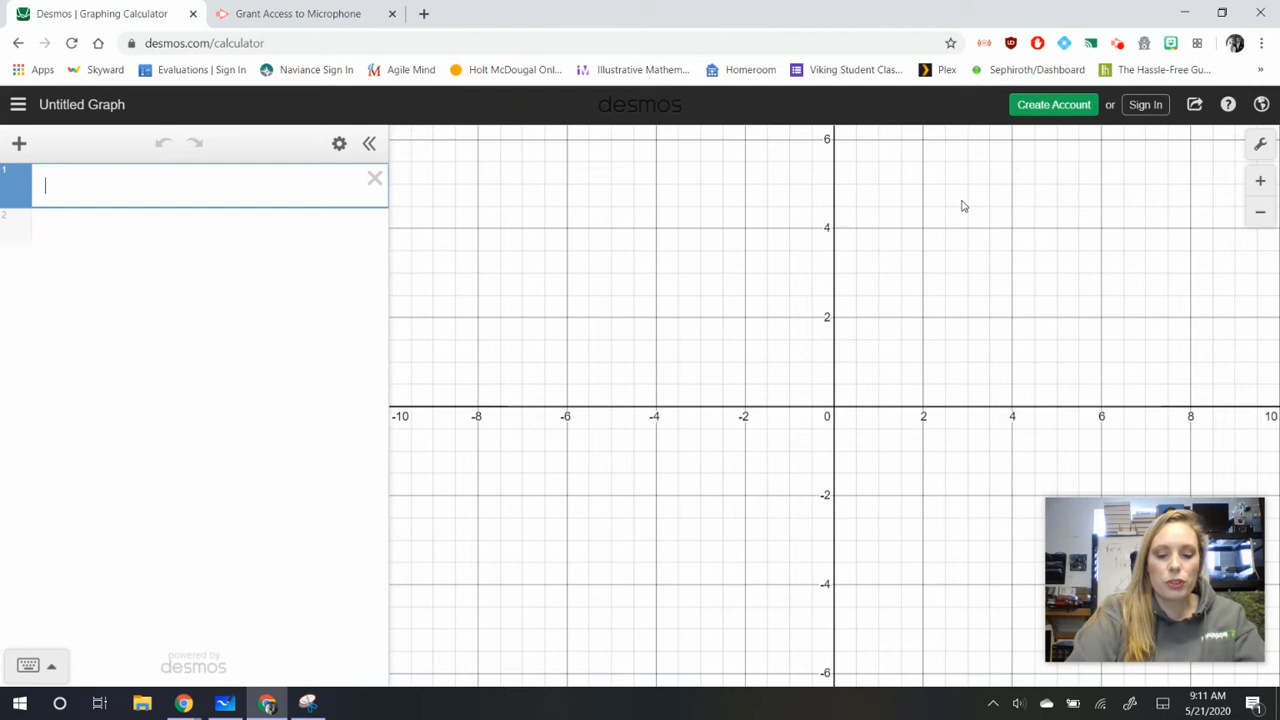 Desmos | Graphing Calculator
Grant Access to Microphone
desmos.com/calculator
Apps
Skyward
Evaluations | Sign In
Naviance Sign In
Agile Mind
Holt McDougal Onl...
Illustrative Mathem...
Homeroom
Viking Student Clas...
Plex
Sephiroth/Dashboard
The Hassle-Free Gu...
Untitled Graph
desmos
Create Account
or
Sign In
1
2
6
4
2
-10
-8
-6
-4
-2
0
2
4
6
8
10
-2
-4
-6
powered by
desmos
9:11 AM
5/21/2020
1